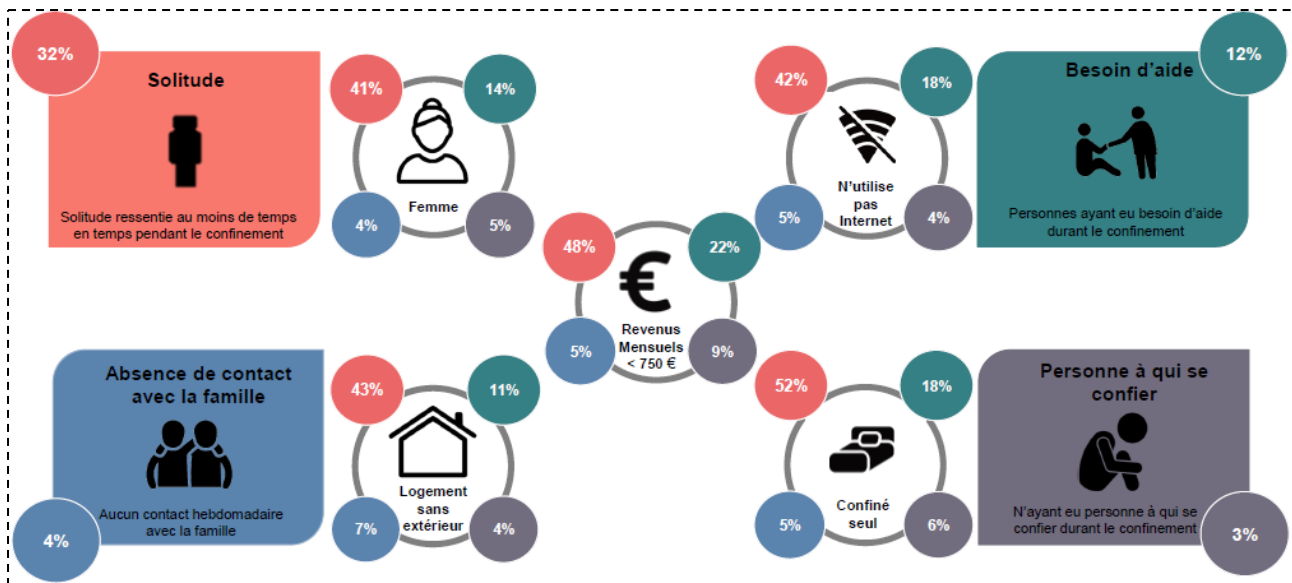 32%
Solitude
Solitude ressentie au moins de temps
en temps pendant le confinement
41%
14%
Femme
4%
5%
42%
18%
N'utilise
pas
Internet
5%
4%
Besoin d'aide
12%
Personnes ayant eu besoin d'aide
durant le confinement
48%
22%
€
Revenus
Mensuels
< 750 €
5%
9%
Absence de contact
avec la famille
Aucun contact hebdomadaire
avec la famille
4%
43%
11%
Logement
sans
extérieur
7%
4%
52%
18%
Confiné
seul
5%
6%
Personne à qui se
confier
N'ayant eu personne à qui se
confier durant le confinement
3%